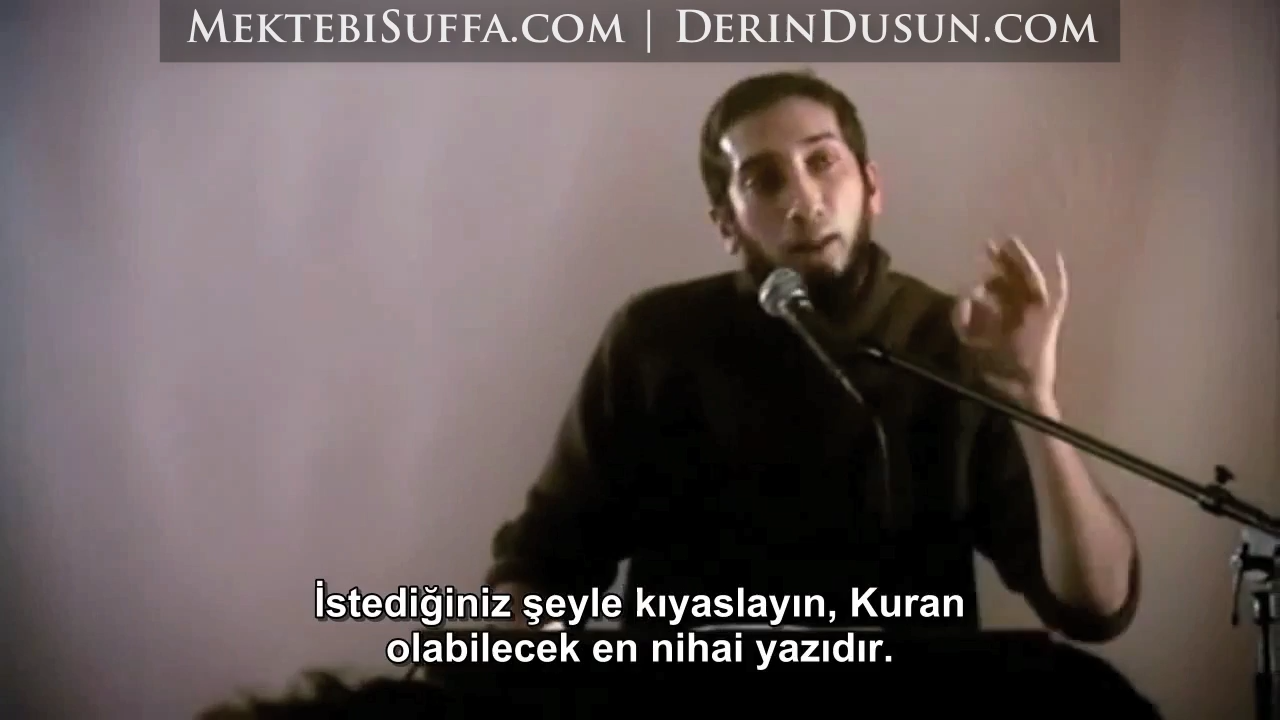 MEKTEBISUFFA.COM | DERINDUSUN.COM
İstediğiniz şeyle kıyaslayın, Kuran
olabilecek en nihai yazıdır.